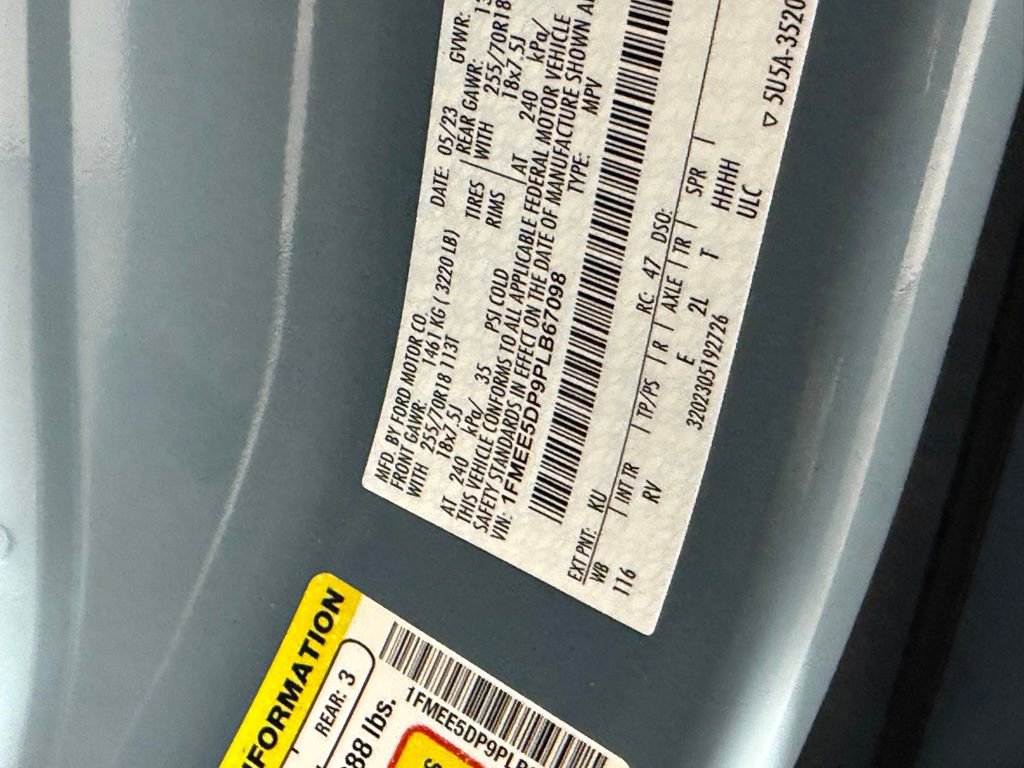 MFD. BY FORD MOTOR CO.
DATE: 05/23
GVWR:
FRONT GAWR: 1461 KG ( 3220 LB)
REAR GAWR:
WITH 255/70R18 113T TIRES
WITH 255/70R18
18x7.5J RIMS
18x7.5J
AT 240 kPa/ 35 PSI COLD
AT 240 kPa/
THIS VEHICLE CONFORMS TO ALL APPLICABLE FEDERAL MOTOR VEHICLE
SAFETY STANDARDS IN EFFECT ON THE DATE OF MANUFACTURE SHOWN
VIN: 1FMEE5DP9PLB67098
TYPE: MPV
EXT PNT: KU RC: 47 DSO:
WB INT TR TP/PS R AXLE TR SPR
116 RV E 2L T HHHH
3202305192726 ULC
▽ 5U5A-3520
REAR: 3
88 lbs.
1FMEE5DP9PL